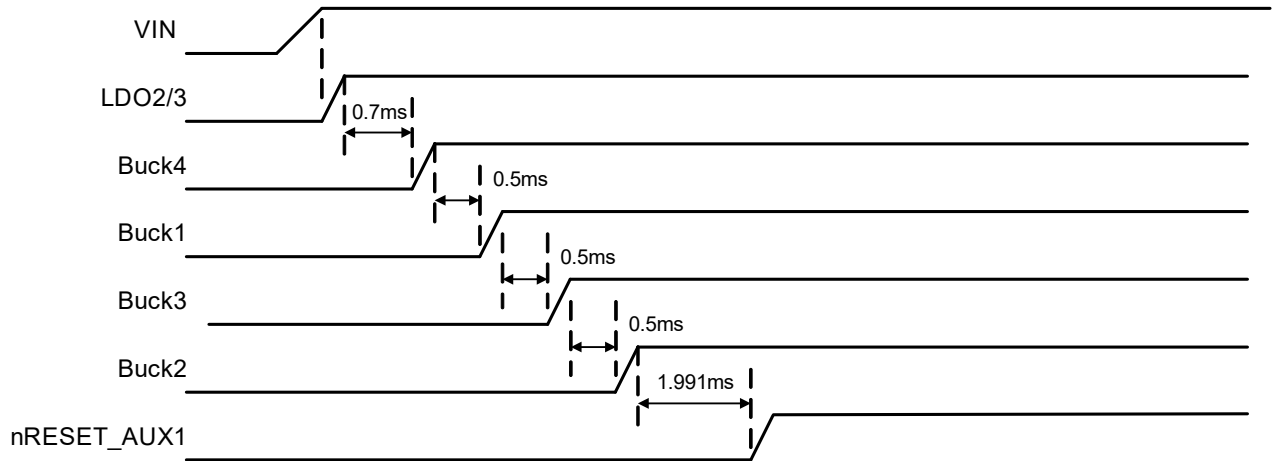 VIN
LDO2/3
0.7ms
Buck4
0.5ms
Buck1
0.5ms
Buck3
0.5ms
Buck2
1.991ms
nRESET_AUX1